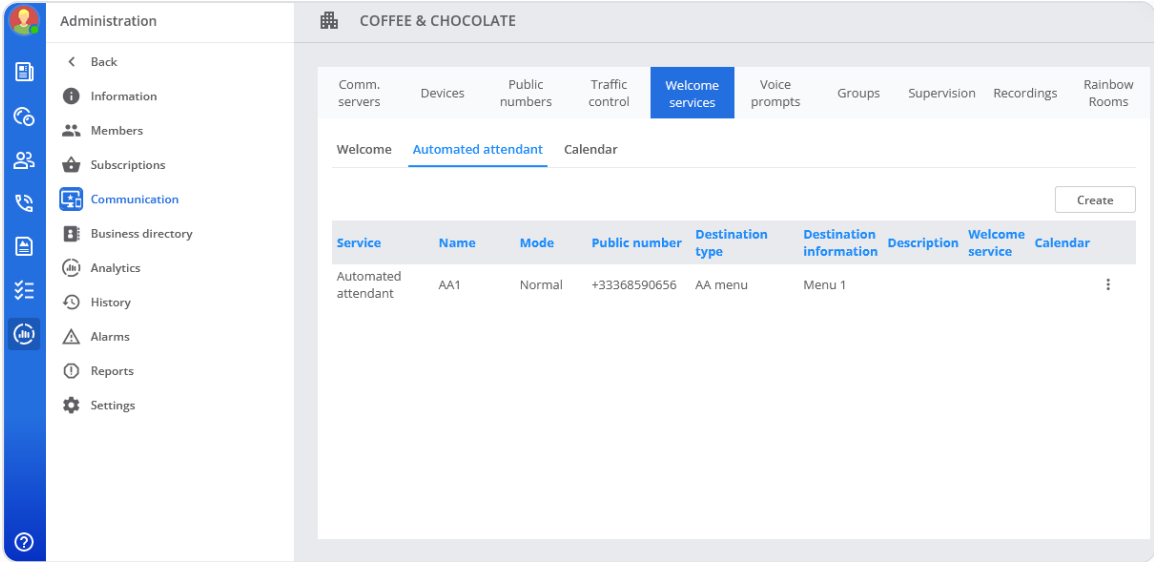 Administration
COFFEE & CHOCOLATE
Back
Information
Members
Subscriptions
Communication
Business directory
Analytics
History
Alarms
Reports
Settings
Comm. servers
Devices
Public numbers
Traffic control
Welcome services
Voice prompts
Groups
Supervision
Recordings
Rainbow Rooms
Welcome
Automated attendant
Calendar
Create
Service Name Mode Public number Destination type Destination information Description Welcome service Calendar
Automated attendant AA1 Normal +33368590656 AA menu Menu 1